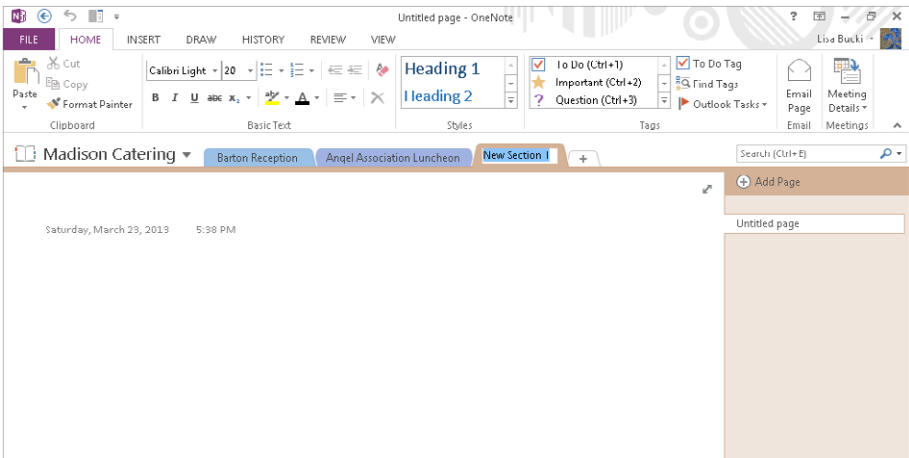 Untitled page - OneNote
?
FILE HOME INSERT DRAW HISTORY REVIEW VIEW
Lisa Bucki
Paste
Cut
Copy
Format Painter
Clipboard
Calibri Light 20
B I U abc x₂ aby A
Basic Text
Heading 1
Heading 2
Styles
To Do (Ctrl+1)
Important (Ctrl+2)
? Question (Ctrl+3)
To Do Tag
Find Tags
Outlook Tasks
Tags
Email Page
Email
Meeting Details
Meetings
Madison Catering
Barton Reception
Angel Association Luncheon
New Section 1
+
Search (Ctrl+E)
Add Page
Untitled page
Saturday, March 23, 2013 5:38 PM